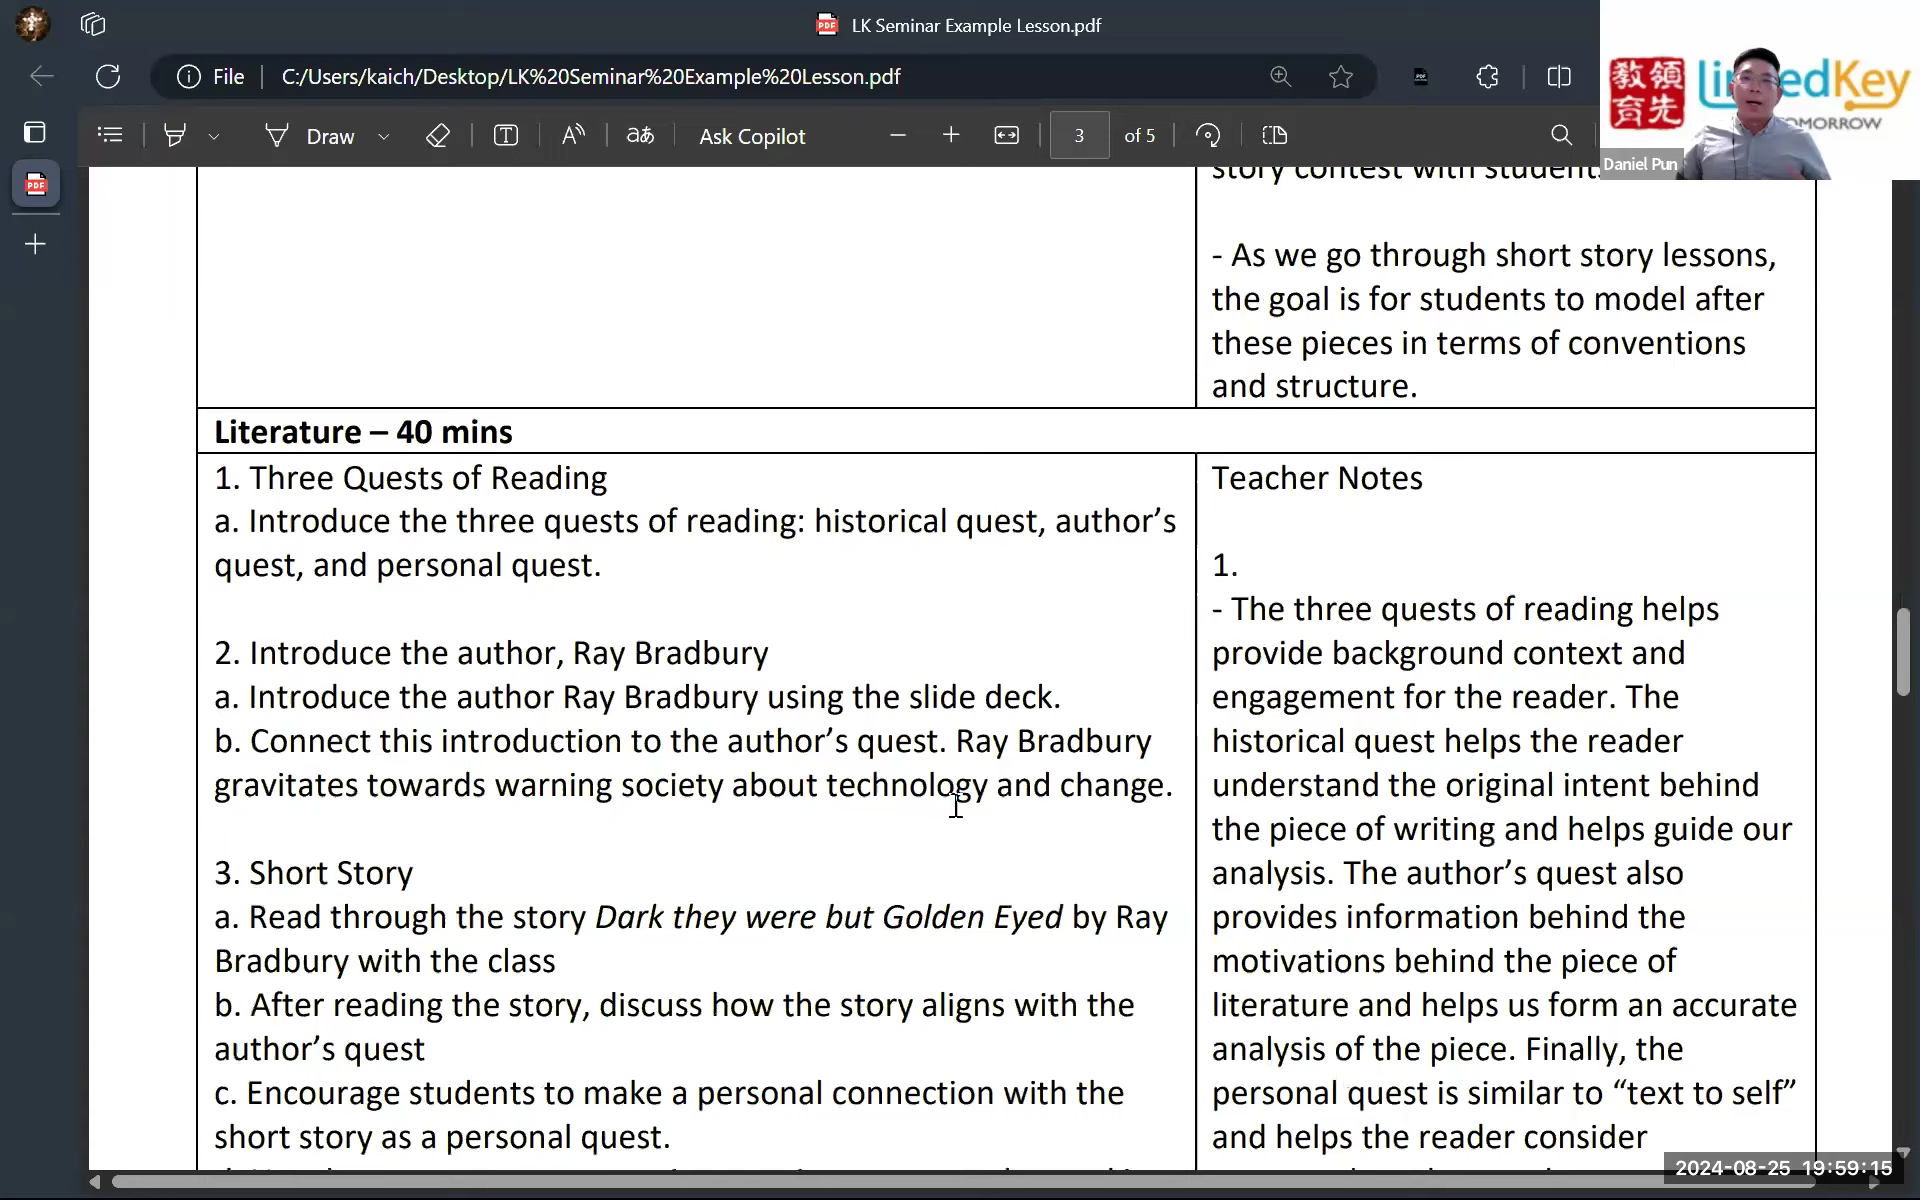 LK Seminar Example Lesson.pdf
File
C:/Users/kaich/Desktop/LK%20Seminar%20Example%20Lesson.pdf
Draw
Ask Copilot
3
of 5
教領
育先
KEY
OMORROW
Daniel Pun
story contest with students.
- As we go through short story lessons,
the goal is for students to model after
these pieces in terms of conventions
and structure.
Literature – 40 mins
1. Three Quests of Reading
a. Introduce the three quests of reading: historical quest, author’s
quest, and personal quest.
2. Introduce the author, Ray Bradbury
a. Introduce the author Ray Bradbury using the slide deck.
b. Connect this introduction to the author’s quest. Ray Bradbury
gravitates towards warning society about technology and change.
3. Short Story
a. Read through the story Dark they were but Golden Eyed by Ray
Bradbury with the class
b. After reading the story, discuss how the story aligns with the
author’s quest
c. Encourage students to make a personal connection with the
short story as a personal quest.
Teacher Notes
1.
- The three quests of reading helps
provide background context and
engagement for the reader. The
historical quest helps the reader
understand the original intent behind
the piece of writing and helps guide our
analysis. The author’s quest also
provides information behind the
motivations behind the piece of
literature and helps us form an accurate
analysis of the piece. Finally, the
personal quest is similar to “text to self”
and helps the reader consider
2024-08-25 19:59:15